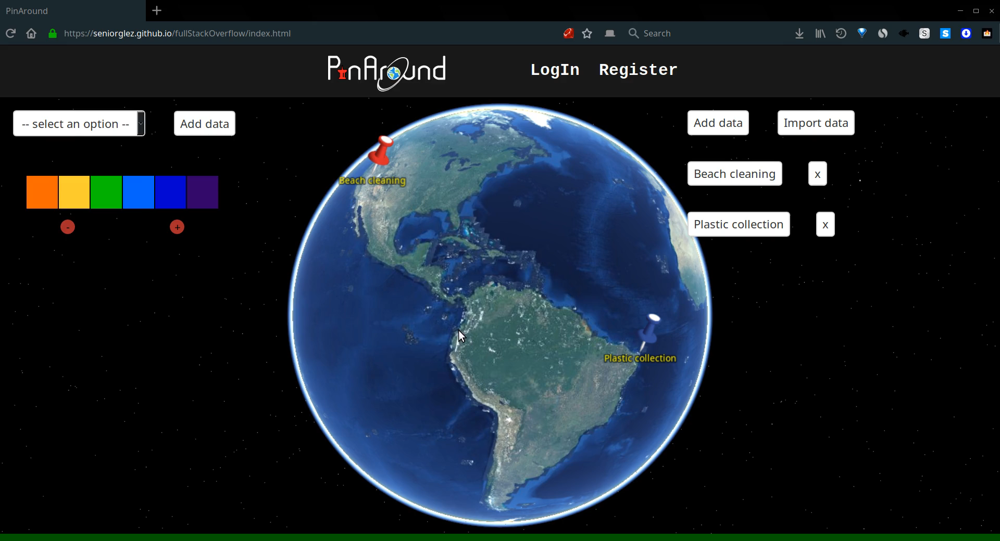 PinAround
https://seniorglez.github.io/fullStackOverflow/index.html
Search
S
S
PinAround
LogIn Register
-- select an option --
Add data
Add data
Import data
Beach cleaning
Beach cleaning
x
- +
Plastic collection
x
Plastic collection